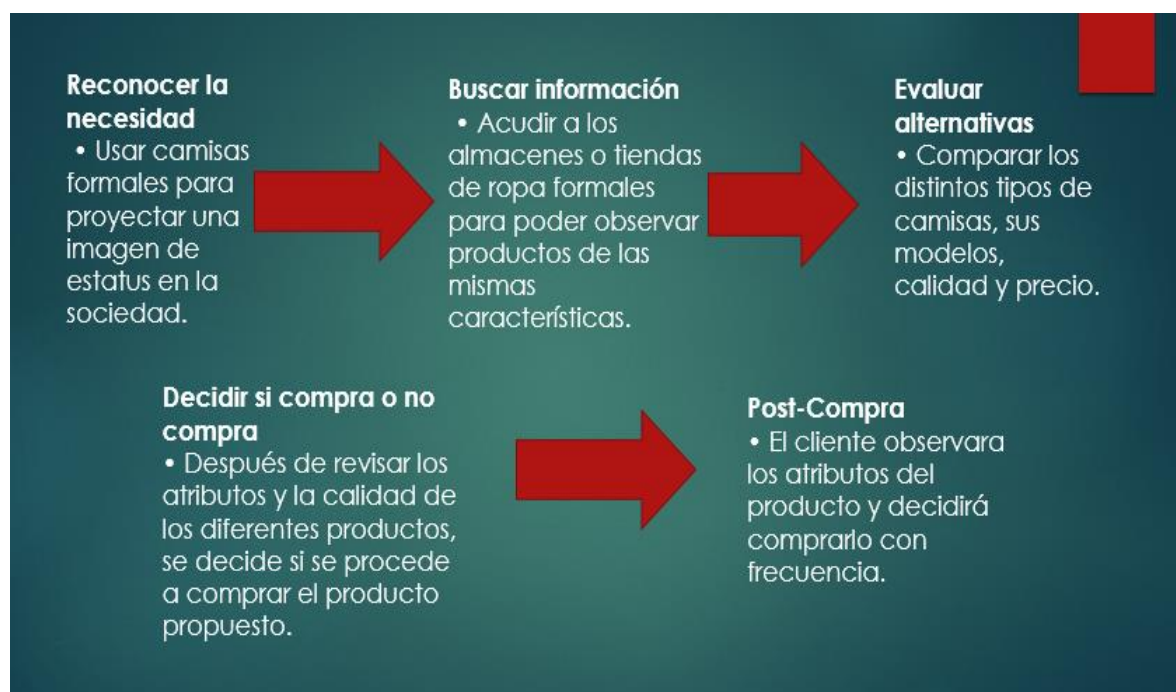 Reconocer la
necesidad
• Usar camisas
formales para
proyectar una
imagen de
estatus en la
sociedad.
Buscar información
• Acudir a los
almacenes o tiendas
de ropa formales
para poder observar
productos de las
mismas
características.
Evaluar
alternativas
• Comparar los
distintos tipos de
camisas, sus
modelos,
calidad y precio.
Decidir si compra o no
compra
• Después de revisar los
atributos y la calidad de
los diferentes productos,
se decide si se procede
a comprar el producto
propuesto.
Post-Compra
• El cliente observara
los atributos del
producto y decidirá
comprarlo con
frecuencia.